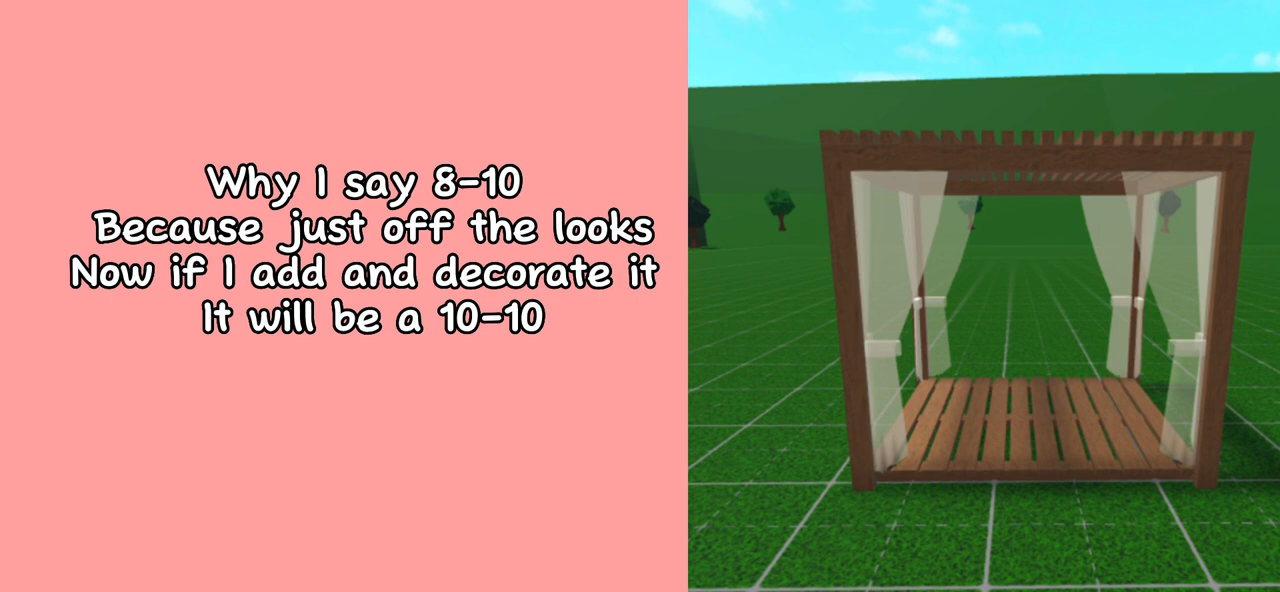 Why I say 8-10
Because just off the looks
Now if I add and decorate it
It will be a 10-10